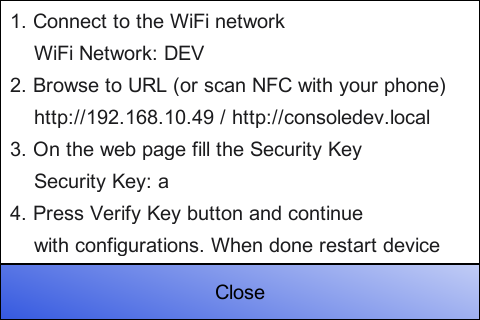 1. Connect to the WiFi network
WiFi Network: DEV
2. Browse to URL (or scan NFC with your phone)
http://192.168.10.49 / http://consoledev.local
3. On the web page fill the Security Key
Security Key: a
4. Press Verify Key button and continue
with configurations. When done restart device
Close